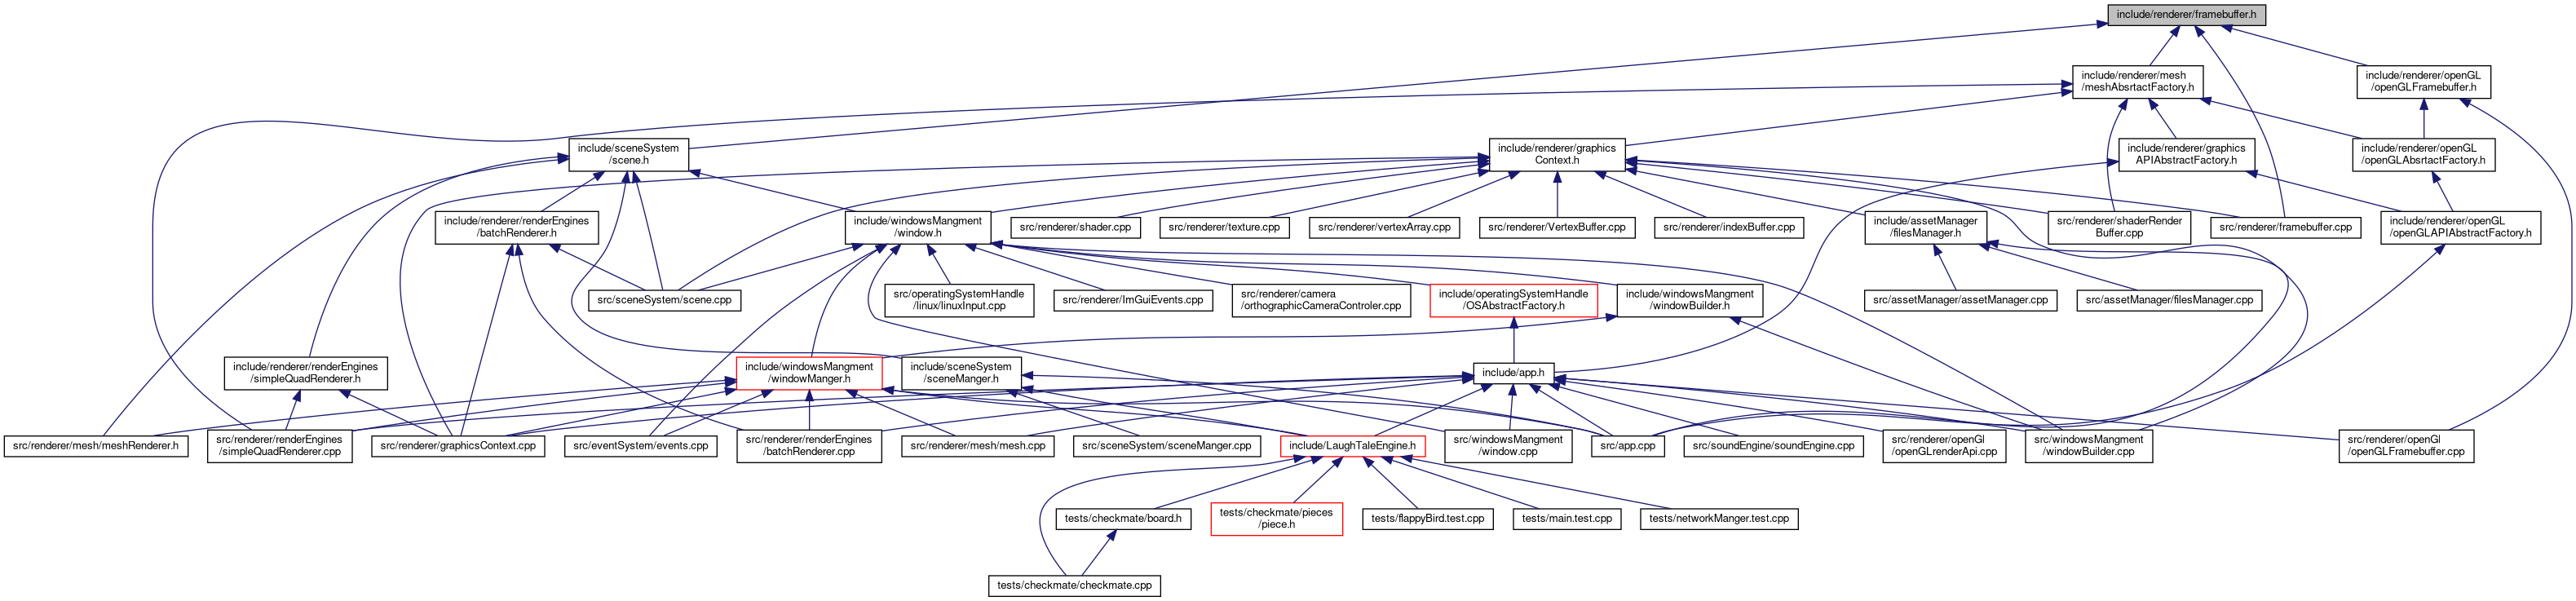 include/renderer/framebuffer.h
include/renderer/mesh
/meshAbsrtactFactory.h
include/renderer/openGL
/openGLFramebuffer.h
include/sceneSystem
/scene.h
include/renderer/graphics
Context.h
include/renderer/graphics
APIAbstractFactory.h
include/renderer/openGL
/openGLAbsrtactFactory.h
include/renderer/renderEngines
/batchRenderer.h
include/windowsMangment
/window.h
src/renderer/shader.cpp
src/renderer/texture.cpp
src/renderer/vertexArray.cpp
src/renderer/VertexBuffer.cpp
src/renderer/indexBuffer.cpp
include/assetManager
/filesManager.h
src/renderer/shaderRender
Buffer.cpp
src/renderer/framebuffer.cpp
include/renderer/openGL
/openGLAPIAbstractFactory.h
src/sceneSystem/scene.cpp
src/operatingSystemHandle
/linux/linuxInput.cpp
src/renderer/ImGuiEvents.cpp
src/renderer/camera
/orthographicCameraControler.cpp
include/operatingSystemHandle
/OSAbstractFactory.h
include/windowsMangment
/windowBuilder.h
src/assetManager/assetManager.cpp
src/assetManager/filesManager.cpp
include/renderer/renderEngines
/simpleQuadRenderer.h
include/windowsMangment
/windowManger.h
include/sceneSystem
/sceneManger.h
include/app.h
src/renderer/mesh/meshRenderer.h
src/renderer/renderEngines
/simpleQuadRenderer.cpp
src/renderer/graphicsContext.cpp
src/eventSystem/events.cpp
src/renderer/renderEngines
/batchRenderer.cpp
src/renderer/mesh/mesh.cpp
src/sceneSystem/sceneManger.cpp
include/LaughTaleEngine.h
src/windowsMangment
/window.cpp
src/app.cpp
src/soundEngine/soundEngine.cpp
src/renderer/openGl
/openGLrenderApi.cpp
src/windowsMangment
/windowBuilder.cpp
src/renderer/openGl
/openGLFramebuffer.cpp
tests/checkmate/board.h
tests/checkmate/pieces
/piece.h
tests/flappyBird.test.cpp
tests/main.test.cpp
tests/networkManger.test.cpp
tests/checkmate/checkmate.cpp